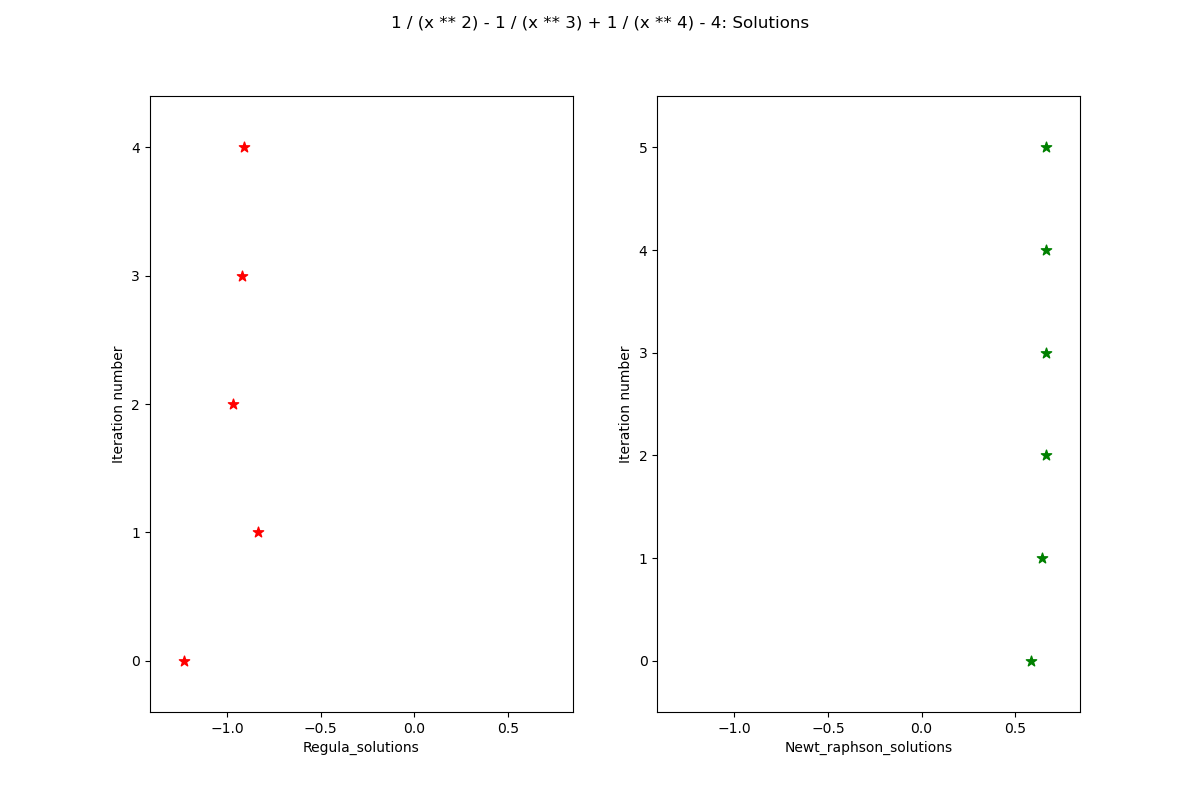 1 / (x ** 2) - 1 / (x ** 3) + 1 / (x ** 4) - 4: Solutions
4
3
2
1
0
Iteration number
−1.0 −0.5 0.0 0.5
Regula_solutions
5
4
3
2
1
0
Iteration number
−1.0 −0.5 0.0 0.5
Newt_raphson_solutions